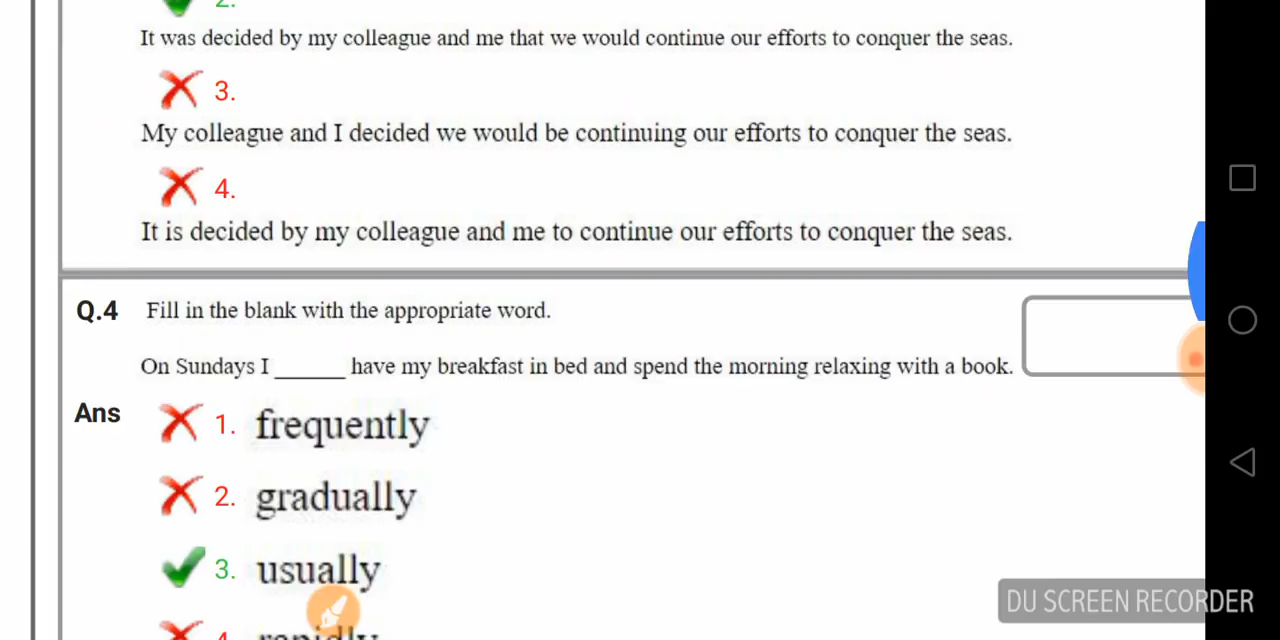 2.
It was decided by my colleague and me that we would continue our efforts to conquer the seas.
3.
My colleague and I decided we would be continuing our efforts to conquer the seas.
4.
It is decided by my colleague and me to continue our efforts to conquer the seas.
Q.4 Fill in the blank with the appropriate word.
On Sundays I ______ have my breakfast in bed and spend the morning relaxing with a book.
Ans 1. frequently
2. gradually
3. usually
4. rapidly
DU SCREEN RECORDER